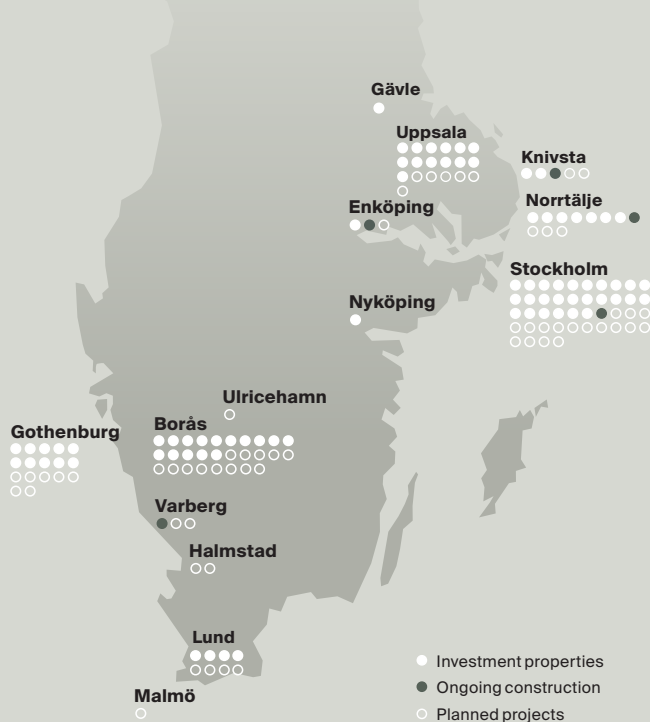 Gävle
Uppsala
Knivsta
Enköping
Norrtälje
Stockholm
Nyköping
Ulricehamn
Borås
Gothenburg
Varberg
Halmstad
Lund
Malmö
Investment properties
Ongoing construction
Planned projects